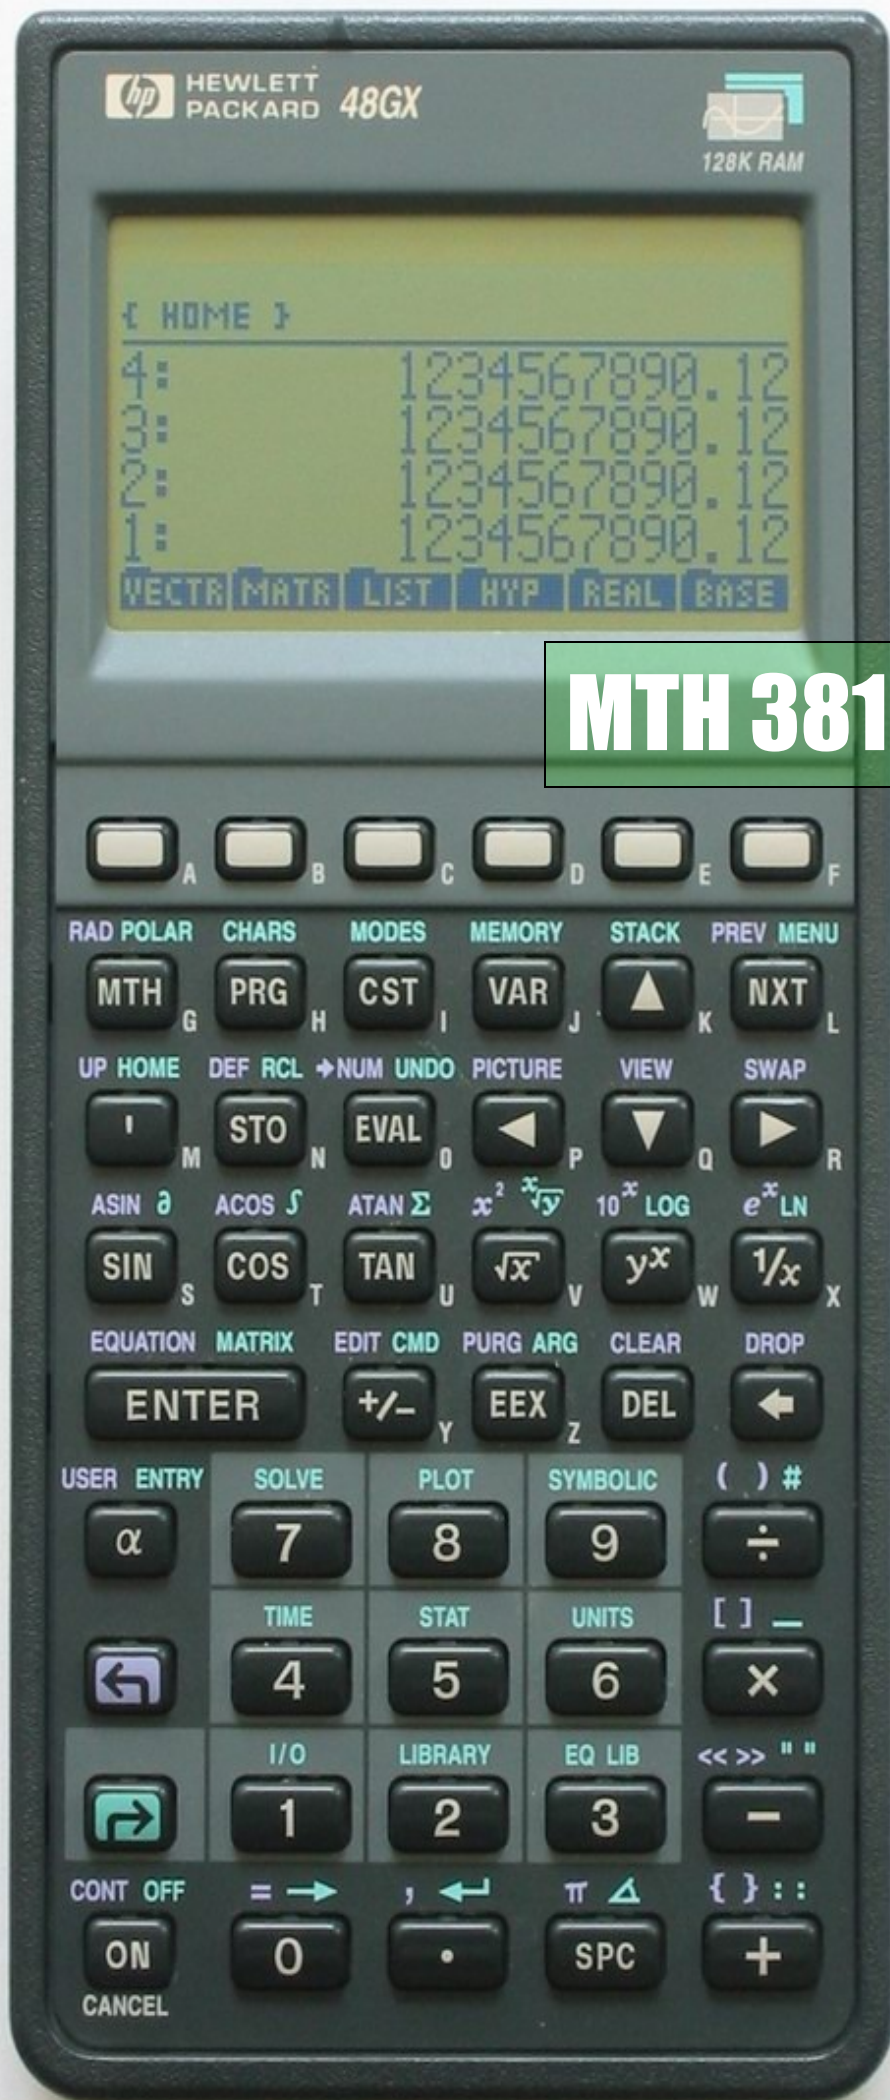 hp HEWLETT PACKARD 48GX
128K RAM
{ HOME }
4: 1234567890.12
3: 1234567890.12
2: 1234567890.12
1: 1234567890.12
VECTR MATR LIST HYP REAL BASE
MTH 381
A B C D E F
RAD POLAR CHARS MODES MEMORY STACK PREV MENU
MTH G PRG H CST I VAR J ▲ K NXT L
UP HOME DEF RCL →NUM UNDO PICTURE VIEW SWAP
' M STO N EVAL O ◀ P ▼ Q ▶ R
ASIN ∂ ACOS ∫ ATAN Σ x² ˣ√y 10ˣ LOG eˣ LN
SIN S COS T TAN U √x V yˣ W 1/x X
EQUATION MATRIX EDIT CMD PURG ARG CLEAR DROP
ENTER +/− Y EEX Z DEL ←
USER ENTRY SOLVE PLOT SYMBOLIC ( ) #
α 7 8 9 ÷
TIME STAT UNITS [ ] _
↰ 4 5 6 ×
I/O LIBRARY EQ LIB << >> " "
↱ 1 2 3 −
CONT OFF = → , ↵ π ∡ { } : :
ON 0 . SPC +
CANCEL